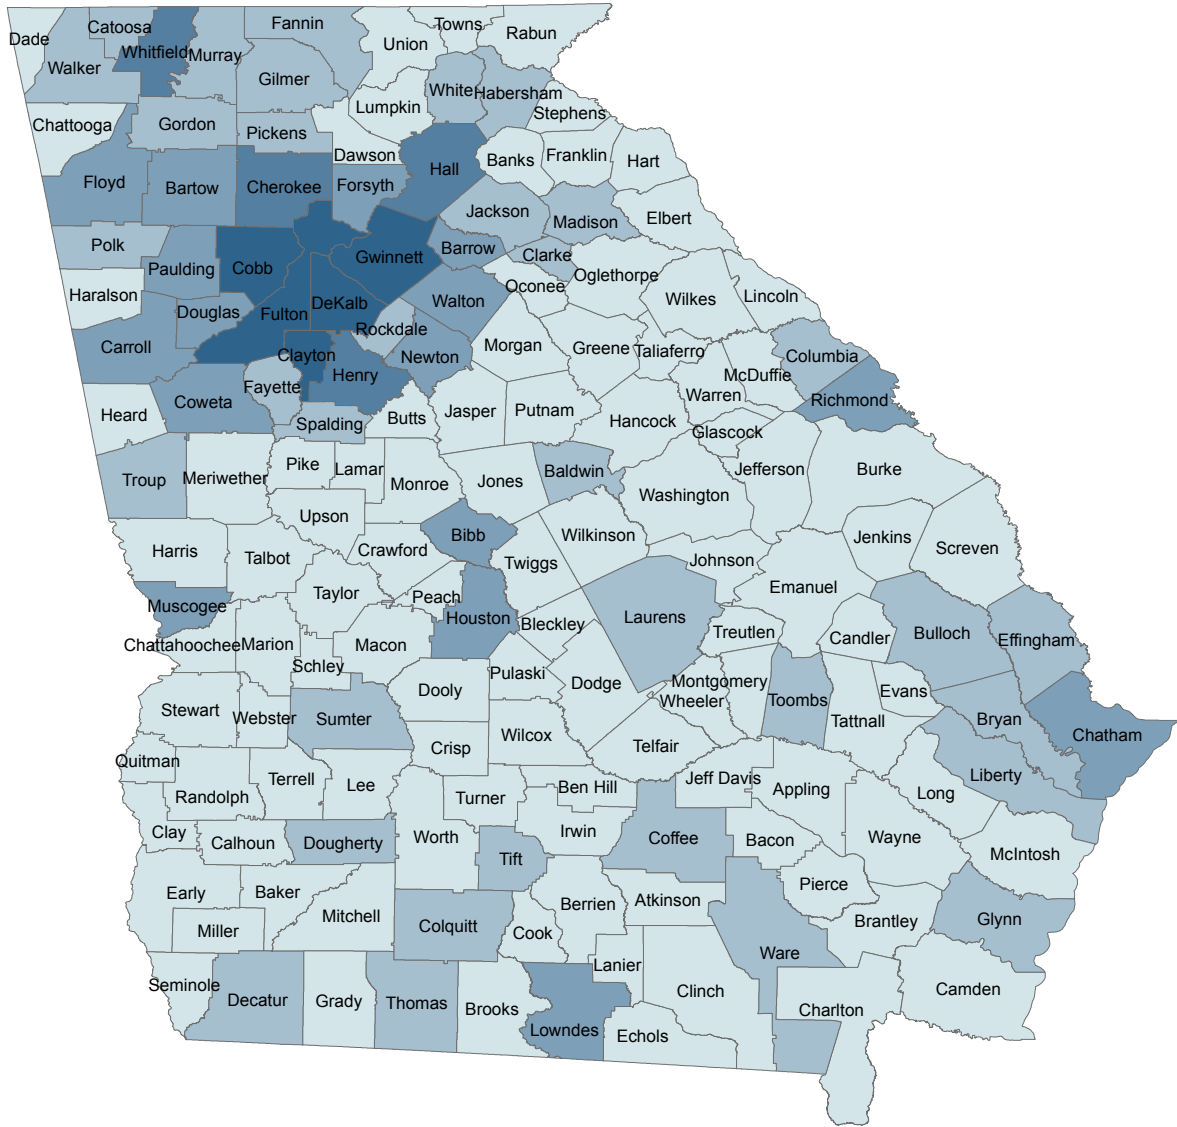 Dade
Catoosa
Whitfield
Murray
Fannin
Union
Towns
Rabun
Walker
Gilmer
White
Habersham
Stephens
Lumpkin
Chattooga
Gordon
Pickens
Dawson
Banks
Franklin
Hart
Floyd
Bartow
Cherokee
Forsyth
Hall
Jackson
Madison
Elbert
Polk
Paulding
Cobb
Gwinnett
Barrow
Clarke
Oconee
Oglethorpe
Wilkes
Lincoln
Haralson
Douglas
Fulton
DeKalb
Rockdale
Walton
Carroll
Clayton
Henry
Newton
Morgan
Greene
Taliaferro
McDuffie
Columbia
Fayette
Warren
Richmond
Heard
Coweta
Spalding
Butts
Jasper
Putnam
Hancock
Glascock
Troup
Meriwether
Pike
Lamar
Monroe
Jones
Baldwin
Washington
Jefferson
Burke
Upson
Bibb
Wilkinson
Jenkins
Screven
Harris
Talbot
Crawford
Twiggs
Johnson
Emanuel
Muscogee
Taylor
Peach
Houston
Bleckley
Laurens
Treutlen
Candler
Bulloch
Effingham
Chattahoochee
Marion
Schley
Macon
Pulaski
Dodge
Montgomery
Wheeler
Toombs
Evans
Tattnall
Bryan
Chatham
Stewart
Webster
Sumter
Dooly
Crisp
Wilcox
Telfair
Quitman
Randolph
Terrell
Lee
Turner
Ben Hill
Jeff Davis
Appling
Long
Liberty
Clay
Calhoun
Dougherty
Worth
Tift
Irwin
Coffee
Bacon
Wayne
McIntosh
Early
Baker
Mitchell
Miller
Colquitt
Cook
Berrien
Atkinson
Pierce
Brantley
Glynn
Ware
Seminole
Decatur
Grady
Thomas
Brooks
Lowndes
Lanier
Echols
Clinch
Charlton
Camden